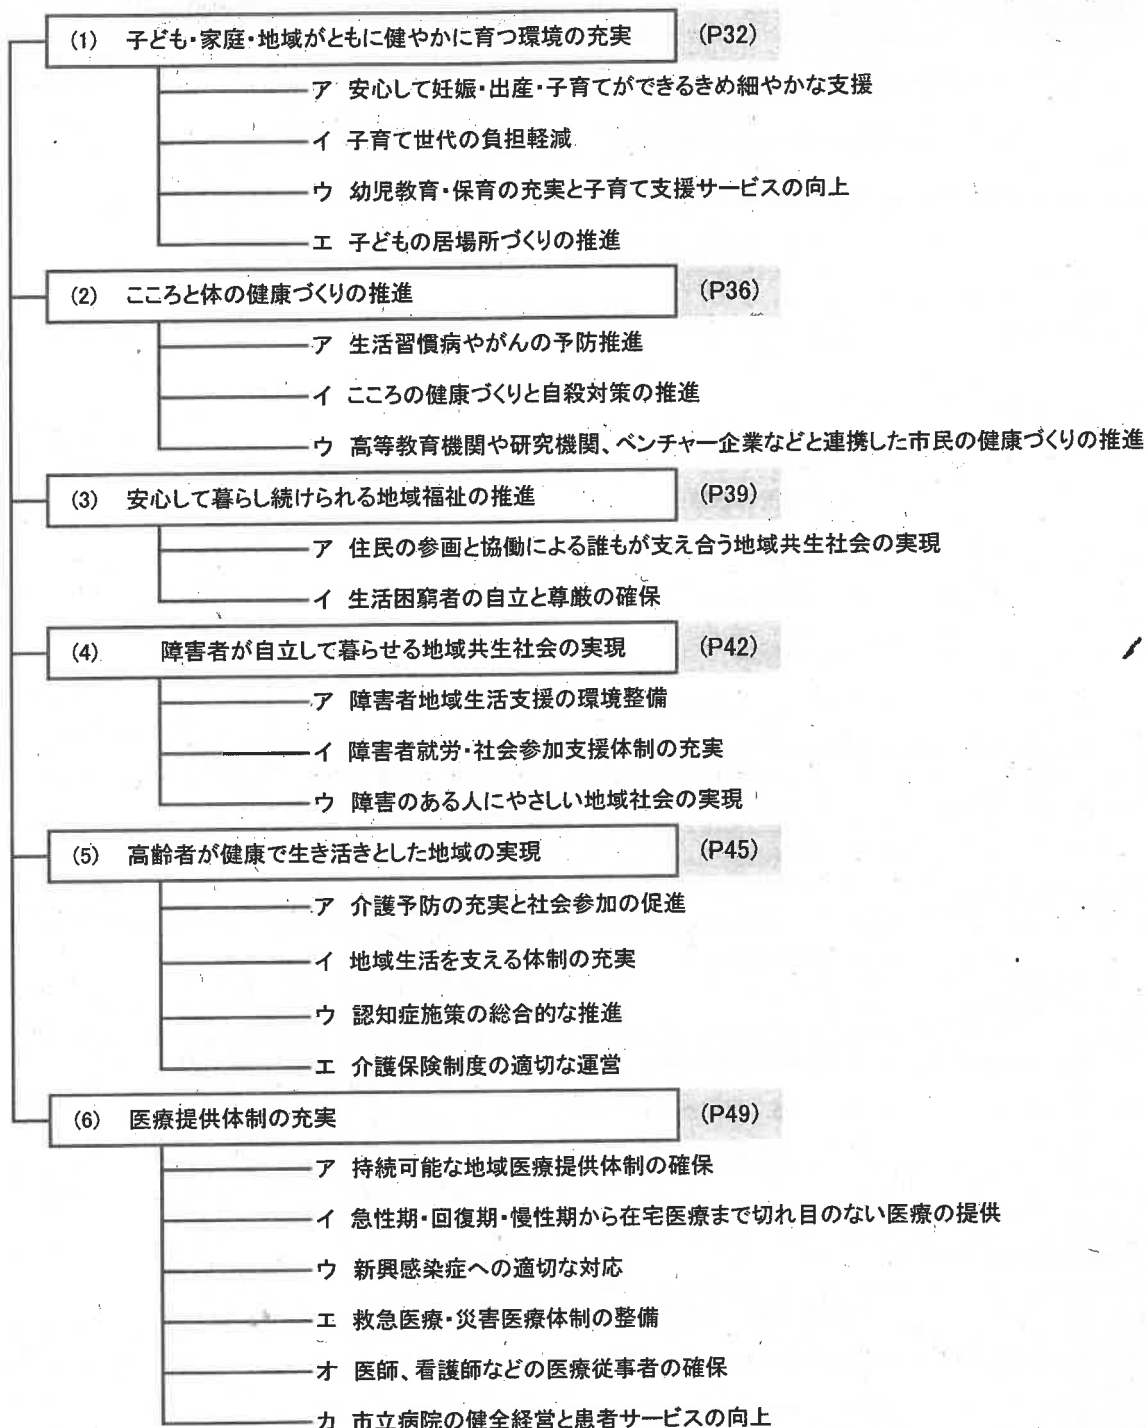 (1) 子ども・家庭・地域がともに健やかに育つ環境の充実 (P32)
ア 安心して妊娠・出産・子育てができるきめ細やかな支援
イ 子育て世代の負担軽減
ウ 幼児教育・保育の充実と子育て支援サービスの向上
エ 子どもの居場所づくりの推進
(2) こころと体の健康づくりの推進 (P36)
ア 生活習慣病やがんの予防推進
イ こころの健康づくりと自殺対策の推進
ウ 高等教育機関や研究機関、ベンチャー企業などと連携した市民の健康づくりの推進
(3) 安心して暮らし続けられる地域福祉の推進 (P39)
ア 住民の参画と協働による誰もが支え合う地域共生社会の実現
イ 生活困窮者の自立と尊厳の確保
(4) 障害者が自立して暮らせる地域共生社会の実現 (P42)
ア 障害者地域生活支援の環境整備
イ 障害者就労・社会参加支援体制の充実
ウ 障害のある人にやさしい地域社会の実現
(5) 高齢者が健康で生き活きとした地域の実現 (P45)
ア 介護予防の充実と社会参加の促進
イ 地域生活を支える体制の充実
ウ 認知症施策の総合的な推進
エ 介護保険制度の適切な運営
(6) 医療提供体制の充実 (P49)
ア 持続可能な地域医療提供体制の確保
イ 急性期・回復期・慢性期から在宅医療まで切れ目のない医療の提供
ウ 新興感染症への適切な対応
エ 救急医療・災害医療体制の整備
オ 医師、看護師などの医療従事者の確保
カ 市立病院の健全経営と患者サービスの向上